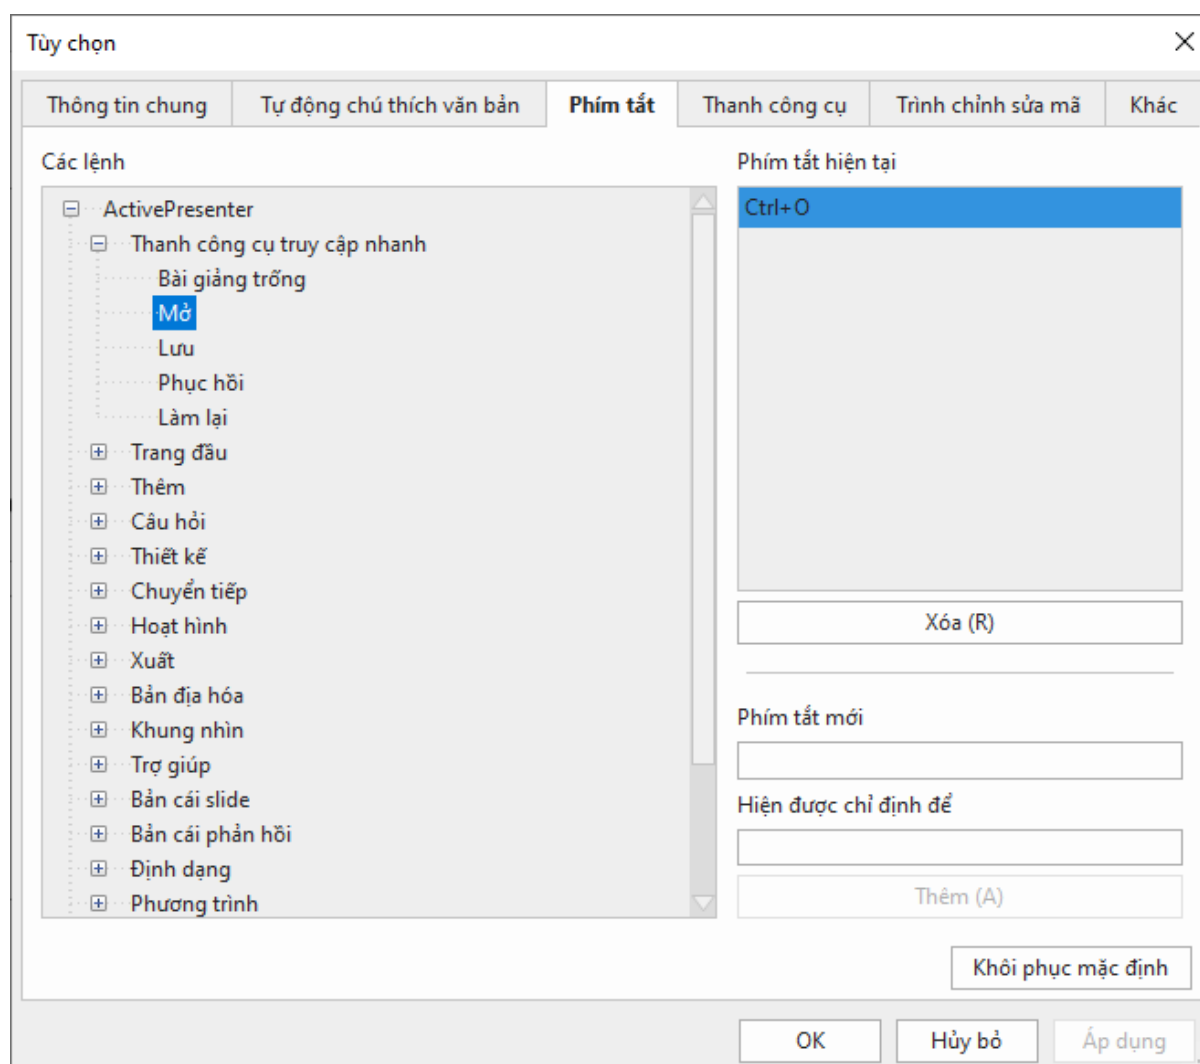 Tùy chọn
Thông tin chung
Tự động chú thích văn bản
Phím tắt
Thanh công cụ
Trình chỉnh sửa mã
Khác
Các lệnh
ActivePresenter
Thanh công cụ truy cập nhanh
Bài giảng trống
Mở
Lưu
Phục hồi
Làm lại
Trang đầu
Thêm
Câu hỏi
Thiết kế
Chuyển tiếp
Hoạt hình
Xuất
Bản địa hóa
Khung nhìn
Trợ giúp
Bản cái slide
Bản cái phản hồi
Định dạng
Phương trình
Phím tắt hiện tại
Ctrl+O
Xóa (R)
Phím tắt mới
Hiện được chỉ định để
Thêm (A)
Khôi phục mặc định
OK
Hủy bỏ
Áp dụng